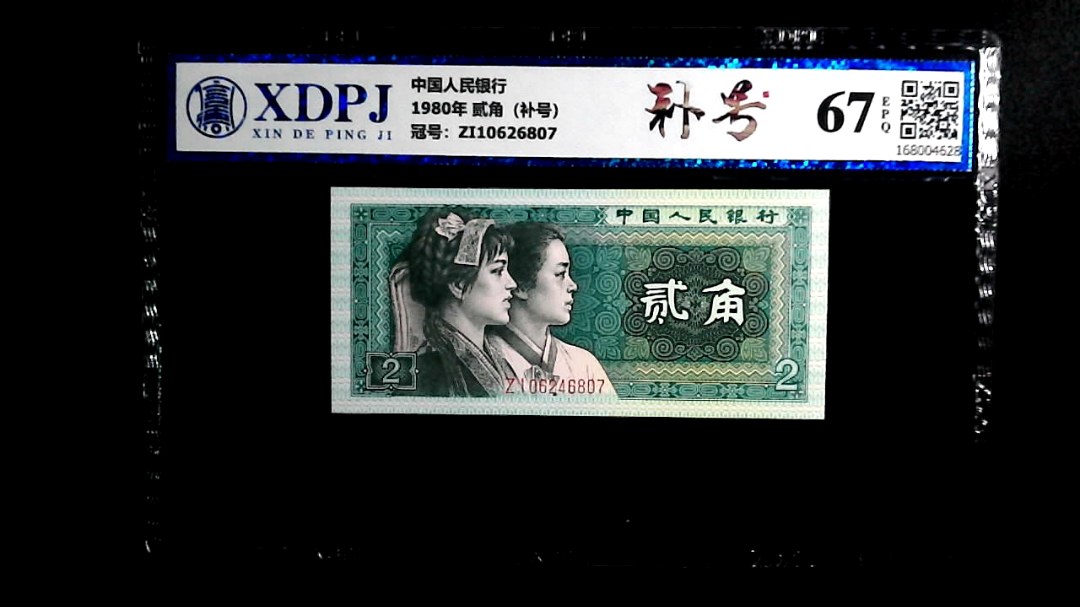 XDPJ
XIN DE PING JI
中国人民银行
1980年 贰角（补号）
冠号：ZI10626807
补号
67
EPQ
168004628
中国人民银行
贰角
2
2
ZI06246807